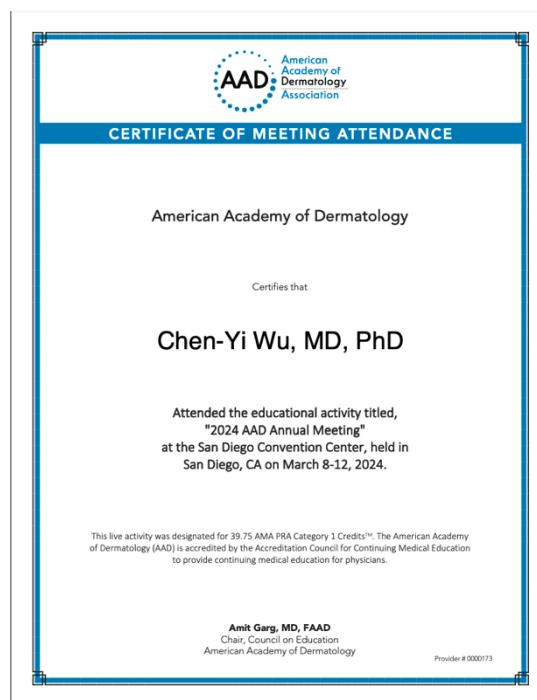 AAD
American
Academy of
Dermatology
Association
CERTIFICATE OF MEETING ATTENDANCE
American Academy of Dermatology
Certifies that
Chen-Yi Wu, MD, PhD
Attended the educational activity titled,
"2024 AAD Annual Meeting"
at the San Diego Convention Center, held in
San Diego, CA on March 8-12, 2024.
This live activity was designated for 39.75 AMA PRA Category 1 Credits™. The American Academy
of Dermatology (AAD) is accredited by the Accreditation Council for Continuing Medical Education
to provide continuing medical education for physicians.
Amit Garg, MD, FAAD
Chair, Council on Education
American Academy of Dermatology
Provider # 0000173